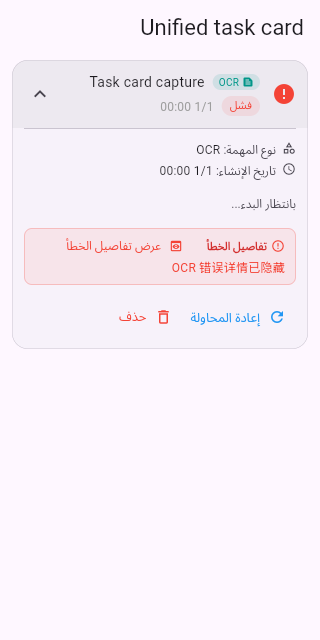 Unified task card
Task card capture OCR
فشل 1/1 00:00
نوع المهمة: OCR
تاريخ الإنشاء: 1/1 00:00
بانتظار البدء...
تفاصيل الخطأ عرض تفاصيل الخطأ
OCR 错误详情已隐藏
إعادة المحاولة حذف